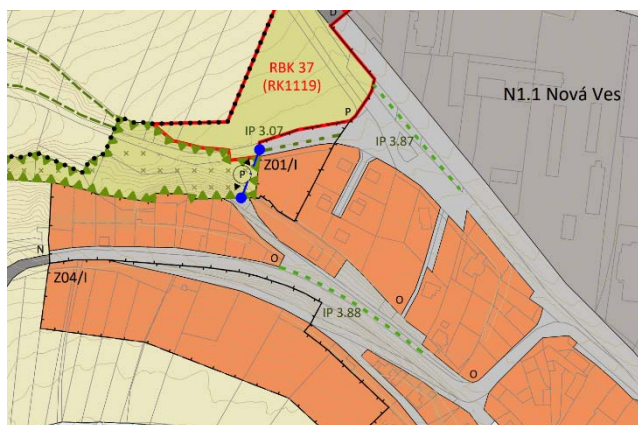 D
RBK 37
(RK1119)
N1.1 Nová Ves
P
IP 3.07
IP 3.87
Z01/I
P
N
O
Z04/I
O
IP 3.88
O